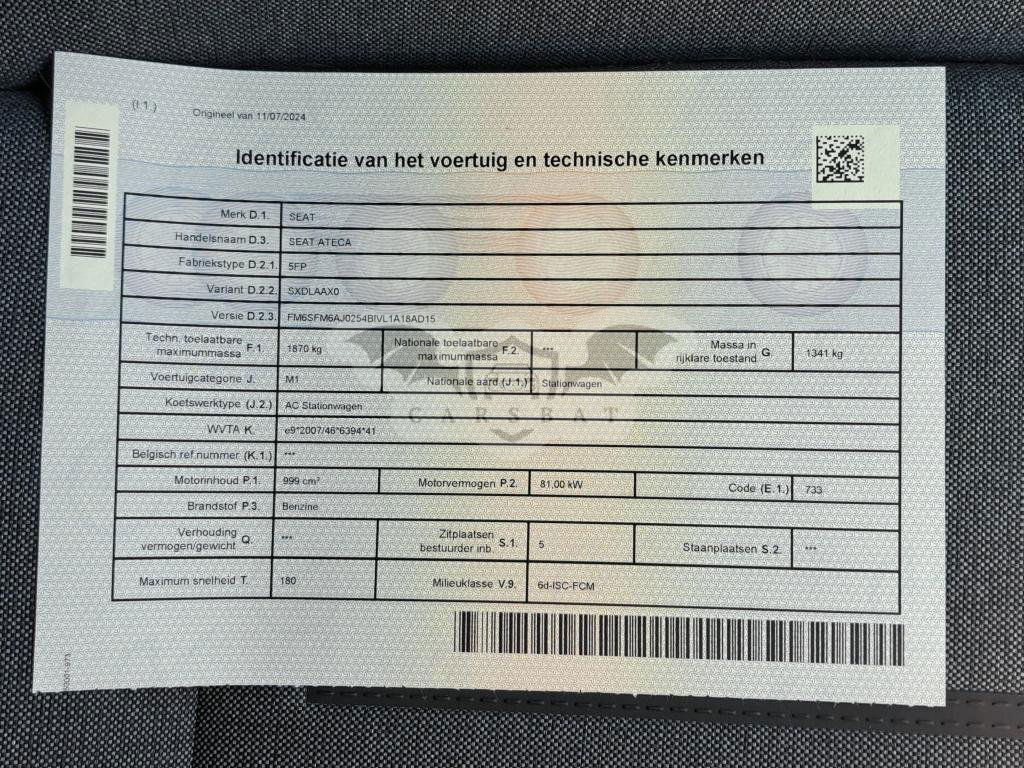 (I.1.)
Origineel van 11/07/2024
Identificatie van het voertuig en technische kenmerken
Merk D.1. SEAT
Handelsnaam D.3. SEAT ATECA
Fabriekstype D.2.1. 5FP
Variant D.2.2. SXDLAAX0
Versie D.2.3. FM6SFM6AJ0254BIVL1A18AD15
Techn. toelaatbare maximummassa F.1. 1870 kg Nationale toelaatbare maximummassa F.2. *** Massa in rijklare toestand G. 1341 kg
Voertuigcategorie J. M1 Nationale aard (J.1.) Stationwagen
Koetswerktype (J.2.) AC Stationwagen
CARSBAT
WVTA K. e9*2007/46*6394*41
Belgisch ref.nummer (K.1.) ***
Motorinhoud P.1. 999 cm³ Motorvermogen P.2. 81,00 kW Code (E.1.) 733
Brandstof P.3. Benzine
Verhouding vermogen/gewicht Q. *** Zitplaatsen bestuurder inb. S.1. 5 Staanplaatsen S.2. ***
Maximum snelheid T. 180 Milieuklasse V.9. 6d-ISC-FCM